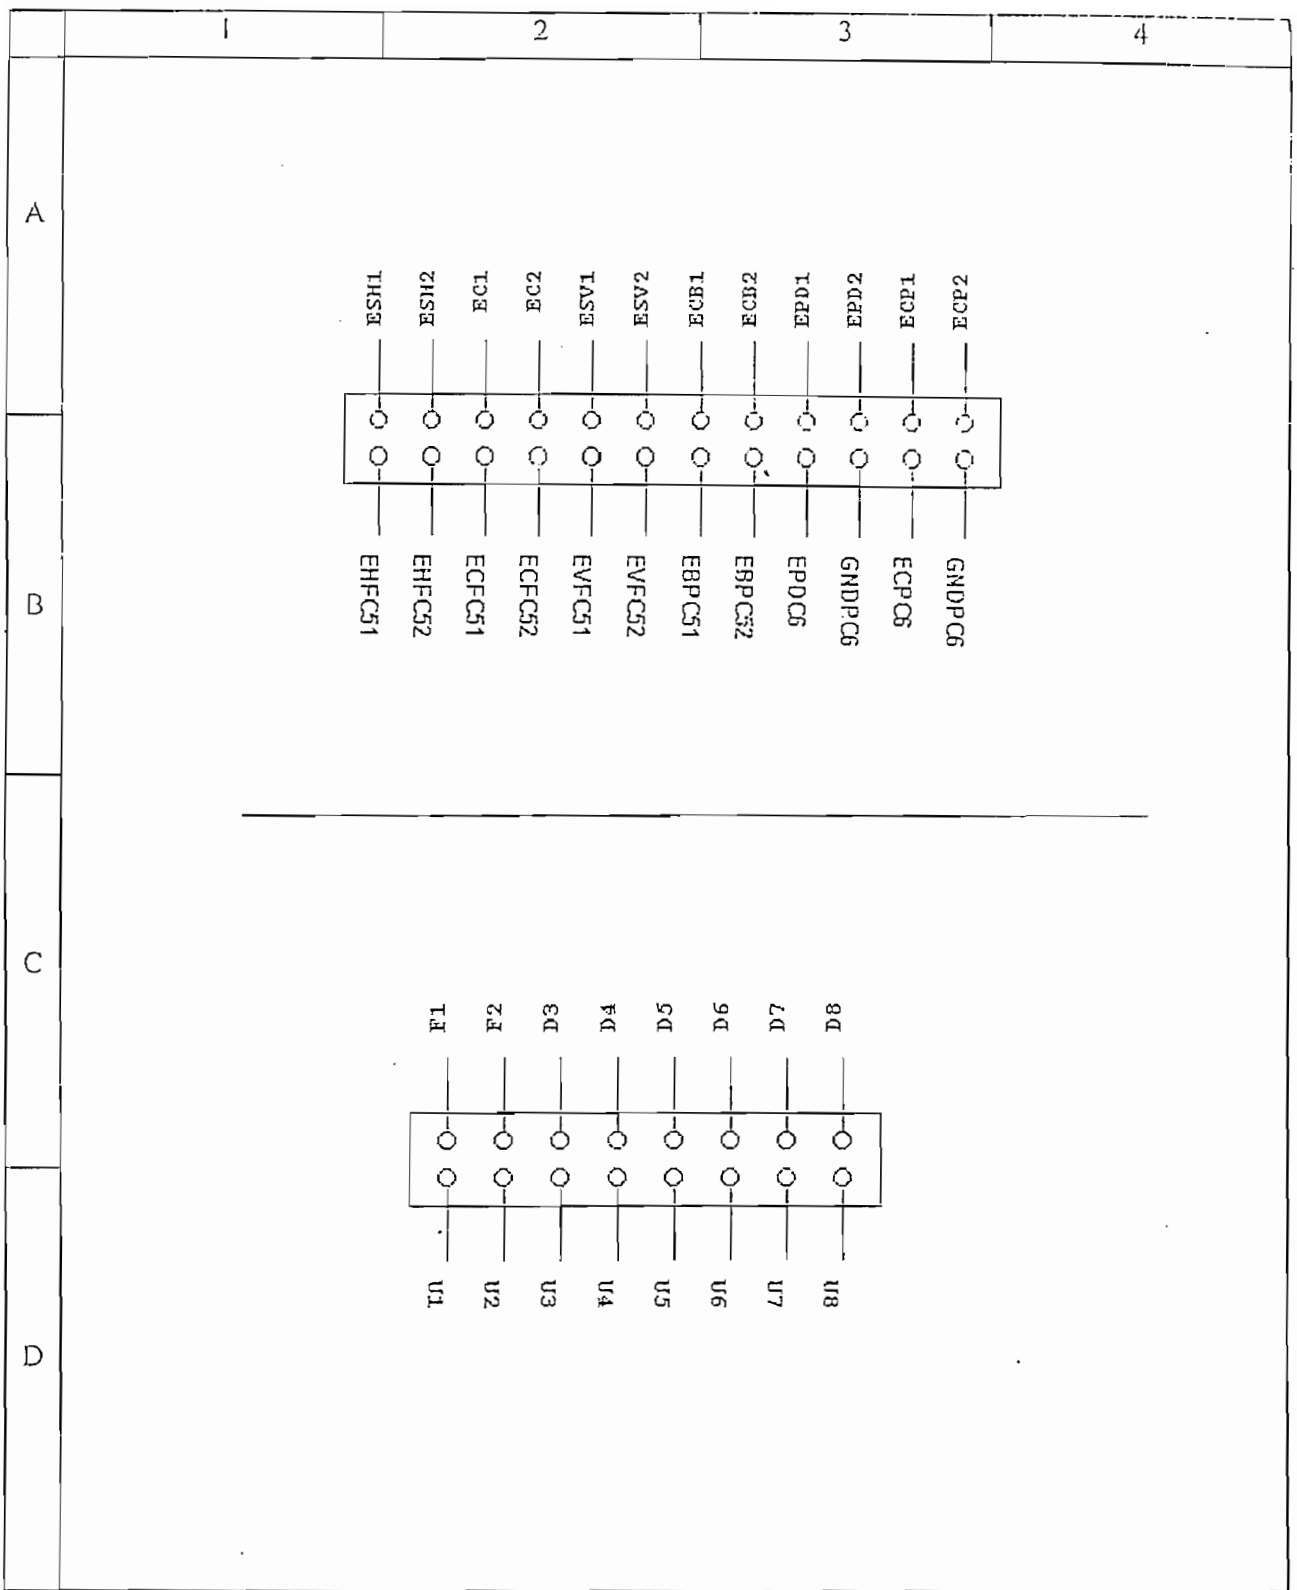 1 2 3 4
A
ESH1 ESH2 EC1 EC2 ESV1 ESV2 ECB1 ECB2 EPD1 EPD2 ECP1 ECP2
EHFC51 EHFC52 ECFC51 ECFC52 EVFC51 EVFC52 EBPC51 EBPC52 EPDC6 GNDPC6 ECPC6 GNDPC6
B
C
F1 F2 D3 D4 D5 D6 D7 D8
U1 U2 U3 U4 U5 U6 U7 U8
D